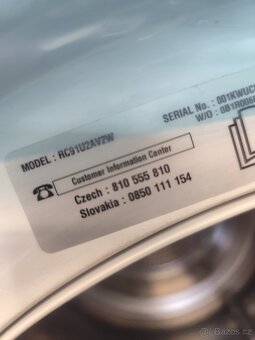 MODEL : RC91U2AV2W
SERIAL No. : 001KWUC
W/O : 0B1R006
Customer Information Center
Czech : 810 555 810
Slovakia : 0850 111 154
Bazos.cz